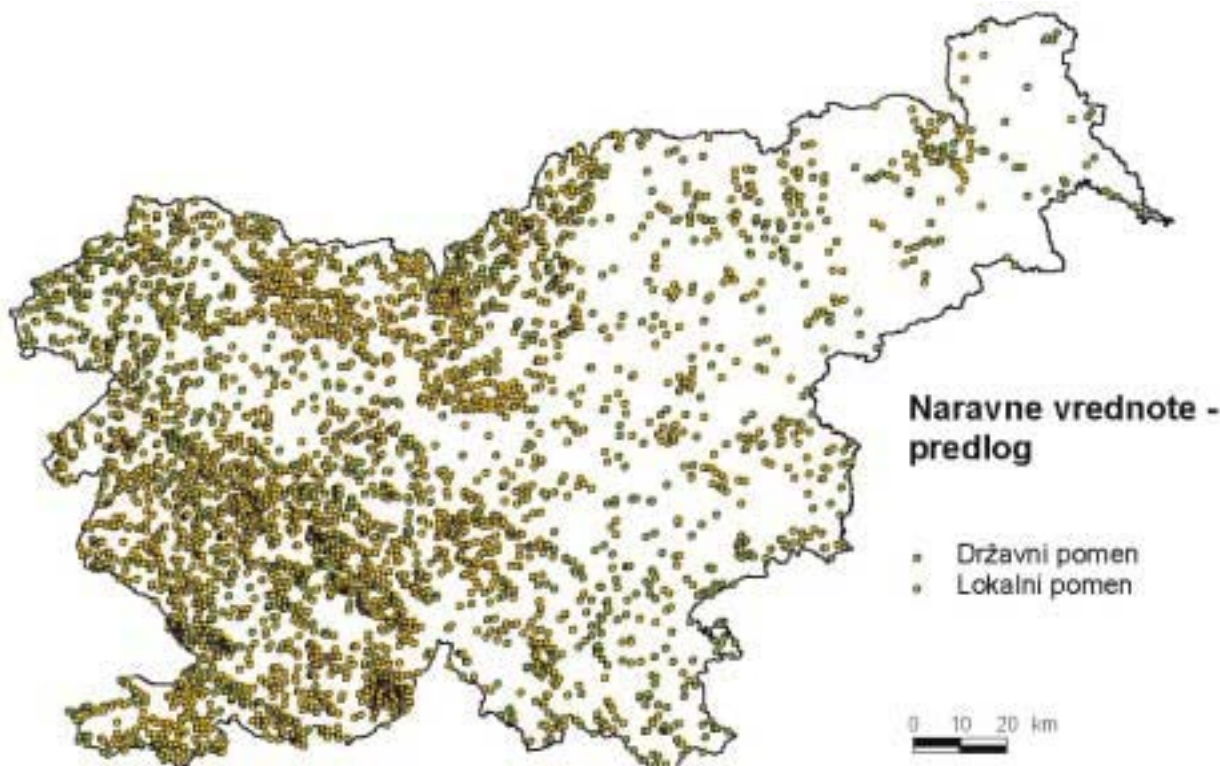 Naravne vrednote -
predlog
Državni pomen
Lokalni pomen
0 10 20 km